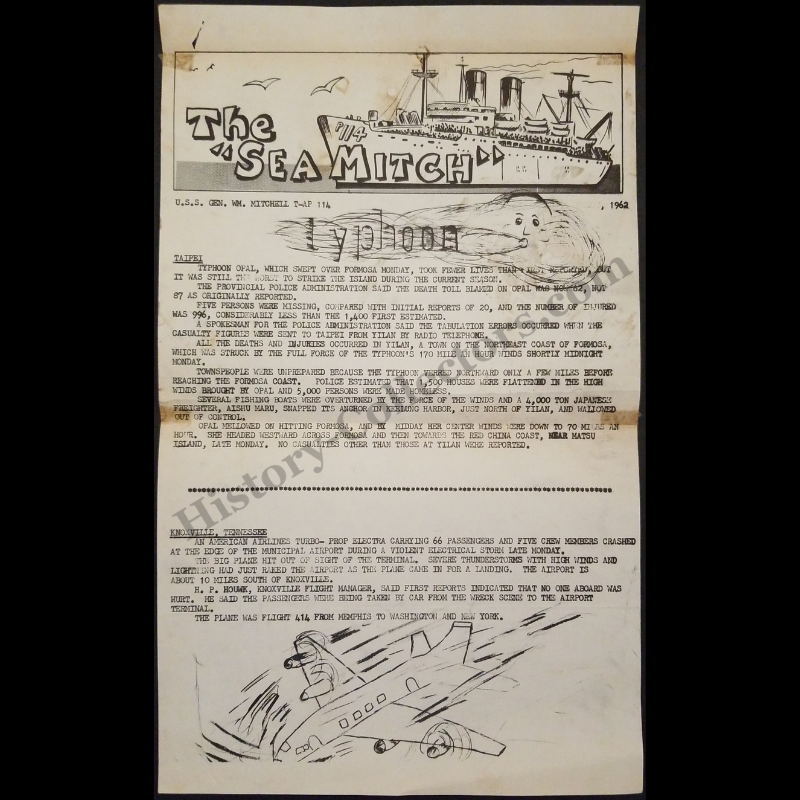 The
"SEA MITCH"
P114
U.S.S. GEN. WM. MITCHELL T-AP 114 , 1962
typhoon
TAIPEI
TYPHOON OPAL, WHICH SWEPT OVER FORMOSA MONDAY, TOOK FEWER LIVES THAN FIRST REPORTED, BUT
IT WAS STILL THE WORST TO STRIKE THE ISLAND DURING THE CURRENT SEASON.
THE PROVINCIAL POLICE ADMINISTRATION SAID THE DEATH TOLL BLAMED ON OPAL WAS NOW 62, NOT
87 AS ORIGINALLY REPORTED.
FIVE PERSONS WERE MISSING, COMPARED WITH INITIAL REPORTS OF 20, AND THE NUMBER OF INJURED
WAS 996, CONSIDERABLY LESS THAN THE 1,400 FIRST ESTIMATED.
A SPOKESMAN FOR THE POLICE ADMINISTRATION SAID THE TABULATION ERRORS OCCURRED WHEN THE
CASUALTY FIGURES WERE SENT TO TAIPEI FROM YILAN BY RADIO TELEPHONE.
ALL THE DEATHS AND INJURIES OCCURRED IN YILAN, A TOWN ON THE NORTHEAST COAST OF FORMOSA,
WHICH WAS STRUCK BY THE FULL FORCE OF THE TYPHOON'S 170 MILE AN HOUR WINDS SHORTLY MIDNIGHT
MONDAY.
TOWNSPEOPLE WERE UNPREPARED BECAUSE THE TYPHOON VEERED NORTHWARD ONLY A FEW MILES BEFORE
REACHING THE FORMOSA COAST. POLICE ESTIMATED THAT 1,500 HOUSES WERE FLATTENED IN THE HIGH
WINDS BROUGHT BY OPAL AND 5,000 PERSONS WERE MADE HOMELESS.
SEVERAL FISHING BOATS WERE OVERTURNED BY THE FORCE OF THE WINDS AND A 4,000 TON JAPANESE
FREIGHTER, AISHU MARU, SNAPPED ITS ANCHOR IN KEELUNG HARBOR, JUST NORTH OF YILAN, AND WALLOWED
OUT OF CONTROL.
OPAL MELLOWED ON HITTING FORMOSA, AND BY MIDDAY HER CENTER WINDS WERE DOWN TO 70 MILES AN
HOUR. SHE HEADED WESTWARD ACROSS FORMOSA AND THEN TOWARDS THE RED CHINA COAST, NEAR MATSU
ISLAND, LATE MONDAY. NO CASUALTIES OTHER THAN THOSE AT YILAN WERE REPORTED.
KNOXVILLE, TENNESSEE
AN AMERICAN AIRLINES TURBO- PROP ELECTRA CARRYING 66 PASSENGERS AND FIVE CREW MEMBERS CRASHED
AT THE EDGE OF THE MUNICIPAL AIRPORT DURING A VIOLENT ELECTRICAL STORM LATE MONDAY.
THE BIG PLANE HIT OUT OF SIGHT OF THE TERMINAL. SEVERE THUNDERSTORMS WITH HIGH WINDS AND
LIGHTNING HAD JUST RAKED THE AIRPORT AS THE PLANE CAME IN FOR A LANDING. THE AIRPORT IS
ABOUT 10 MILES SOUTH OF KNOXVILLE.
H. P. HOUWK, KNOXVILLE FLIGHT MANAGER, SAID FIRST REPORTS INDICATED THAT NO ONE ABOARD WAS
HURT. HE SAID THE PASSENGERS WERE BEING TAKEN BY CAR FROM THE WRECK SCENE TO THE AIRPORT
TERMINAL.
THE PLANE WAS FLIGHT 414 FROM MEMPHIS TO WASHINGTON AND NEW YORK.
History-Collectors.com